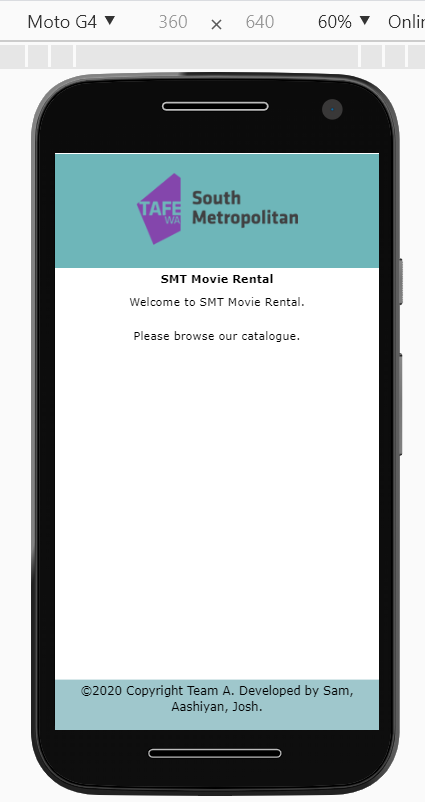 Moto G4 ▼ 360 × 640 60% ▼ Onlin
TAFE
WA
South
Metropolitan
SMT Movie Rental
Welcome to SMT Movie Rental.
Please browse our catalogue.
©2020 Copyright Team A. Developed by Sam,
Aashiyan, Josh.